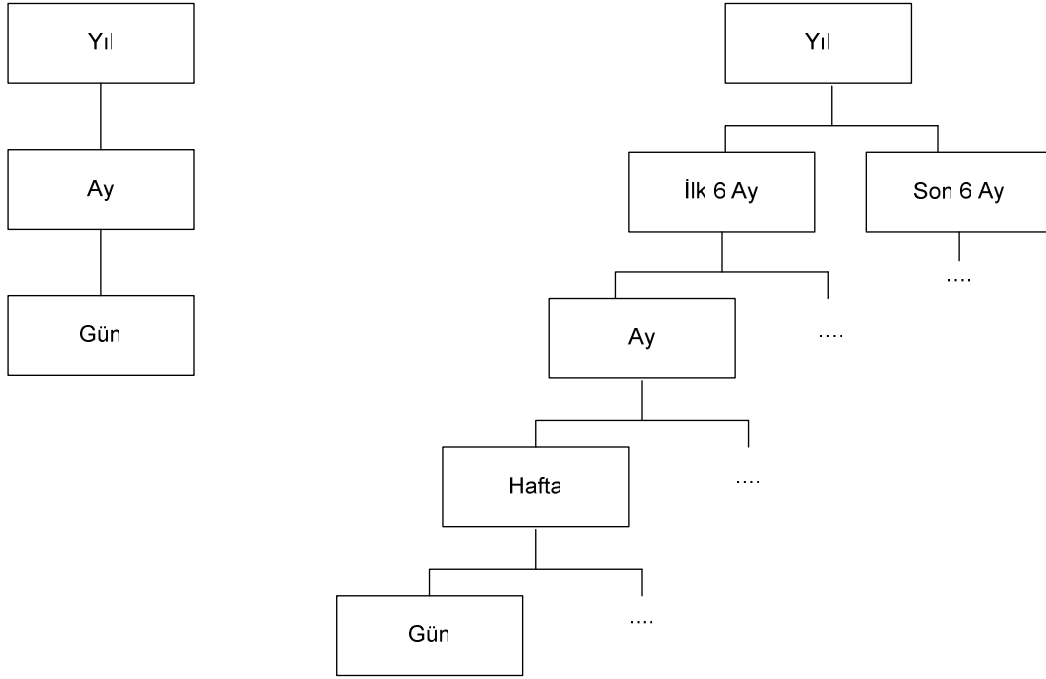 Yıl
Ay
Gün
Yıl
İlk 6 Ay
Son 6 Ay
....
Ay
....
Hafta
....
Gün
....